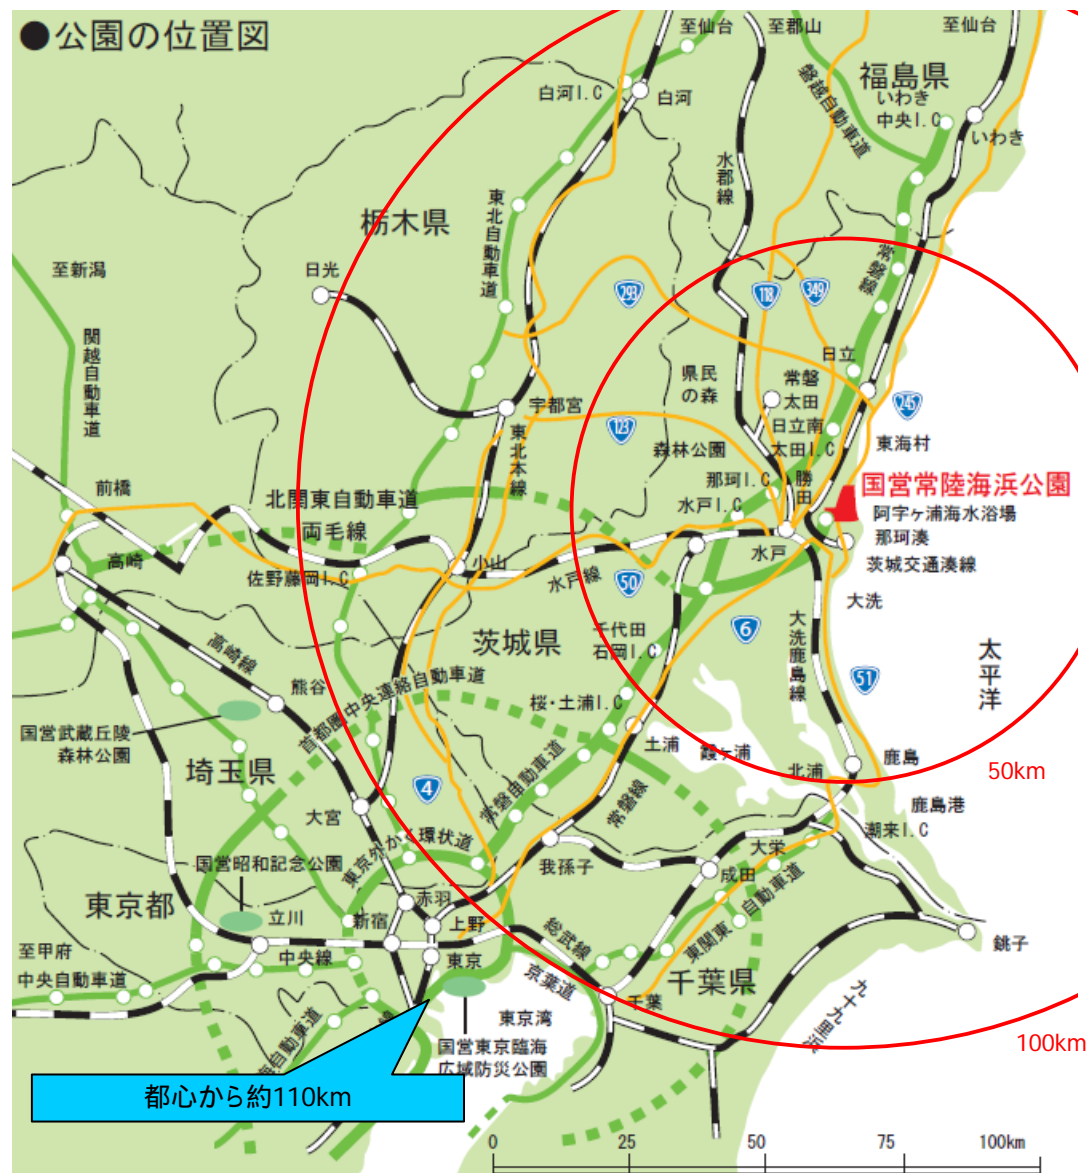 ●公園の位置図
至仙台
至郡山
至仙台
福島県
白河I.C
白河
磐越自動車道
いわき
中央I.C
いわき
水郡線
栃木県
東北自動車道
常磐線
至新潟
日光
293
118
349
関越自動車道
日立
県民
の森
常磐
太田
宇都宮
245
123
東北本線
日立南
太田I.C
東海村
森林公園
前橋
那珂I.C
勝田
国営常陸海浜公園
北関東自動車道
水戸I.C
阿字ヶ浦海水浴場
両毛線
那珂湊
水戸
高崎
小山
茨城交通湊線
佐野藤岡I.C
水戸線
50
大洗
茨城県
千代田
石岡I.C
6
大洗鹿島線
太平洋
高崎線
熊谷
首都圏中央連絡自動車道
51
桜・土浦I.C
国営武蔵丘陵
森林公園
土浦
霞ヶ浦
埼玉県
北浦
鹿島
50km
4
常磐自動車道
常磐線
大宮
鹿島港
潮来I.C
東京外かく環状道
大栄
国営昭和記念公園
我孫子
成田
東京都
赤羽
東関東自動車道
立川
新宿
上野
総武線
銚子
至甲府
中央線
東京
京葉道
中央自動車道
千葉県
千葉
九十九里浜
東京湾
線
海自動車道
国営東京臨海
広域防災公園
100km
都心から約110km
0
25
50
75
100km